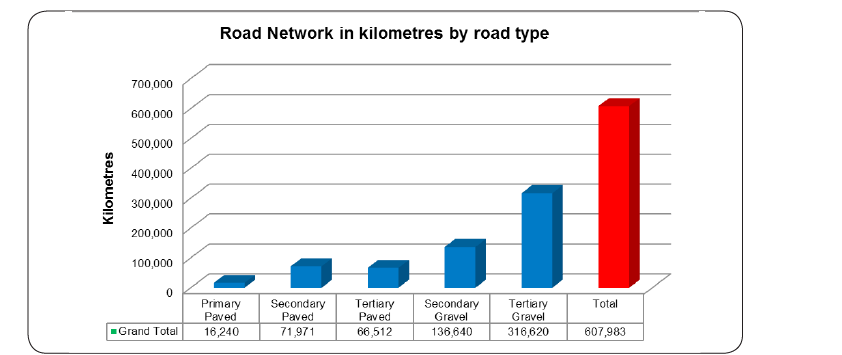 Road Network in kilometres by road type
Kilometres
700,000
600,000
500,000
400,000
300,000
200,000
100,000
0
Primary Paved
Secondary Paved
Tertiary Paved
Secondary Gravel
Tertiary Gravel
Total
Grand Total 16,240 71,971 66,512 136,640 316,620 607,983